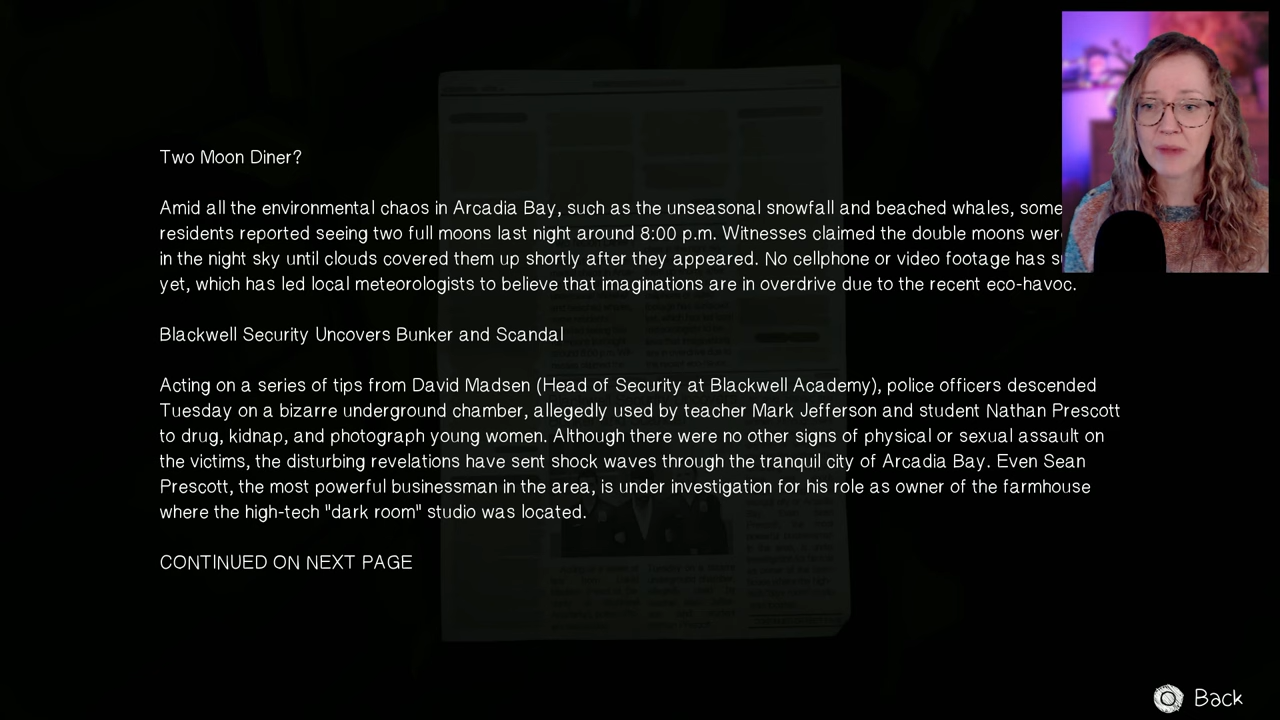 Two Moon Diner?
Amid all the environmental chaos in Arcadia Bay, such as the unseasonal snowfall and beached whales, some
residents reported seeing two full moons last night around 8:00 p.m. Witnesses claimed the double moons
in the night sky until clouds covered them up shortly after they appeared. No cellphone or video footage has
yet, which has led local meteorologists to believe that imaginations are in overdrive due to the recent eco-havoc.
Blackwell Security Uncovers Bunker and Scandal
Acting on a series of tips from David Madsen (Head of Security at Blackwell Academy), police officers descended
Tuesday on a bizarre underground chamber, allegedly used by teacher Mark Jefferson and student Nathan Prescott
to drug, kidnap, and photograph young women. Although there were no other signs of physical or sexual assault on
the victims, the disturbing revelations have sent shock waves through the tranquil city of Arcadia Bay. Even Sean
Prescott, the most powerful businessman in the area, is under investigation for his role as owner of the farmhouse
where the high-tech "dark room" studio was located.
CONTINUED ON NEXT PAGE
Back